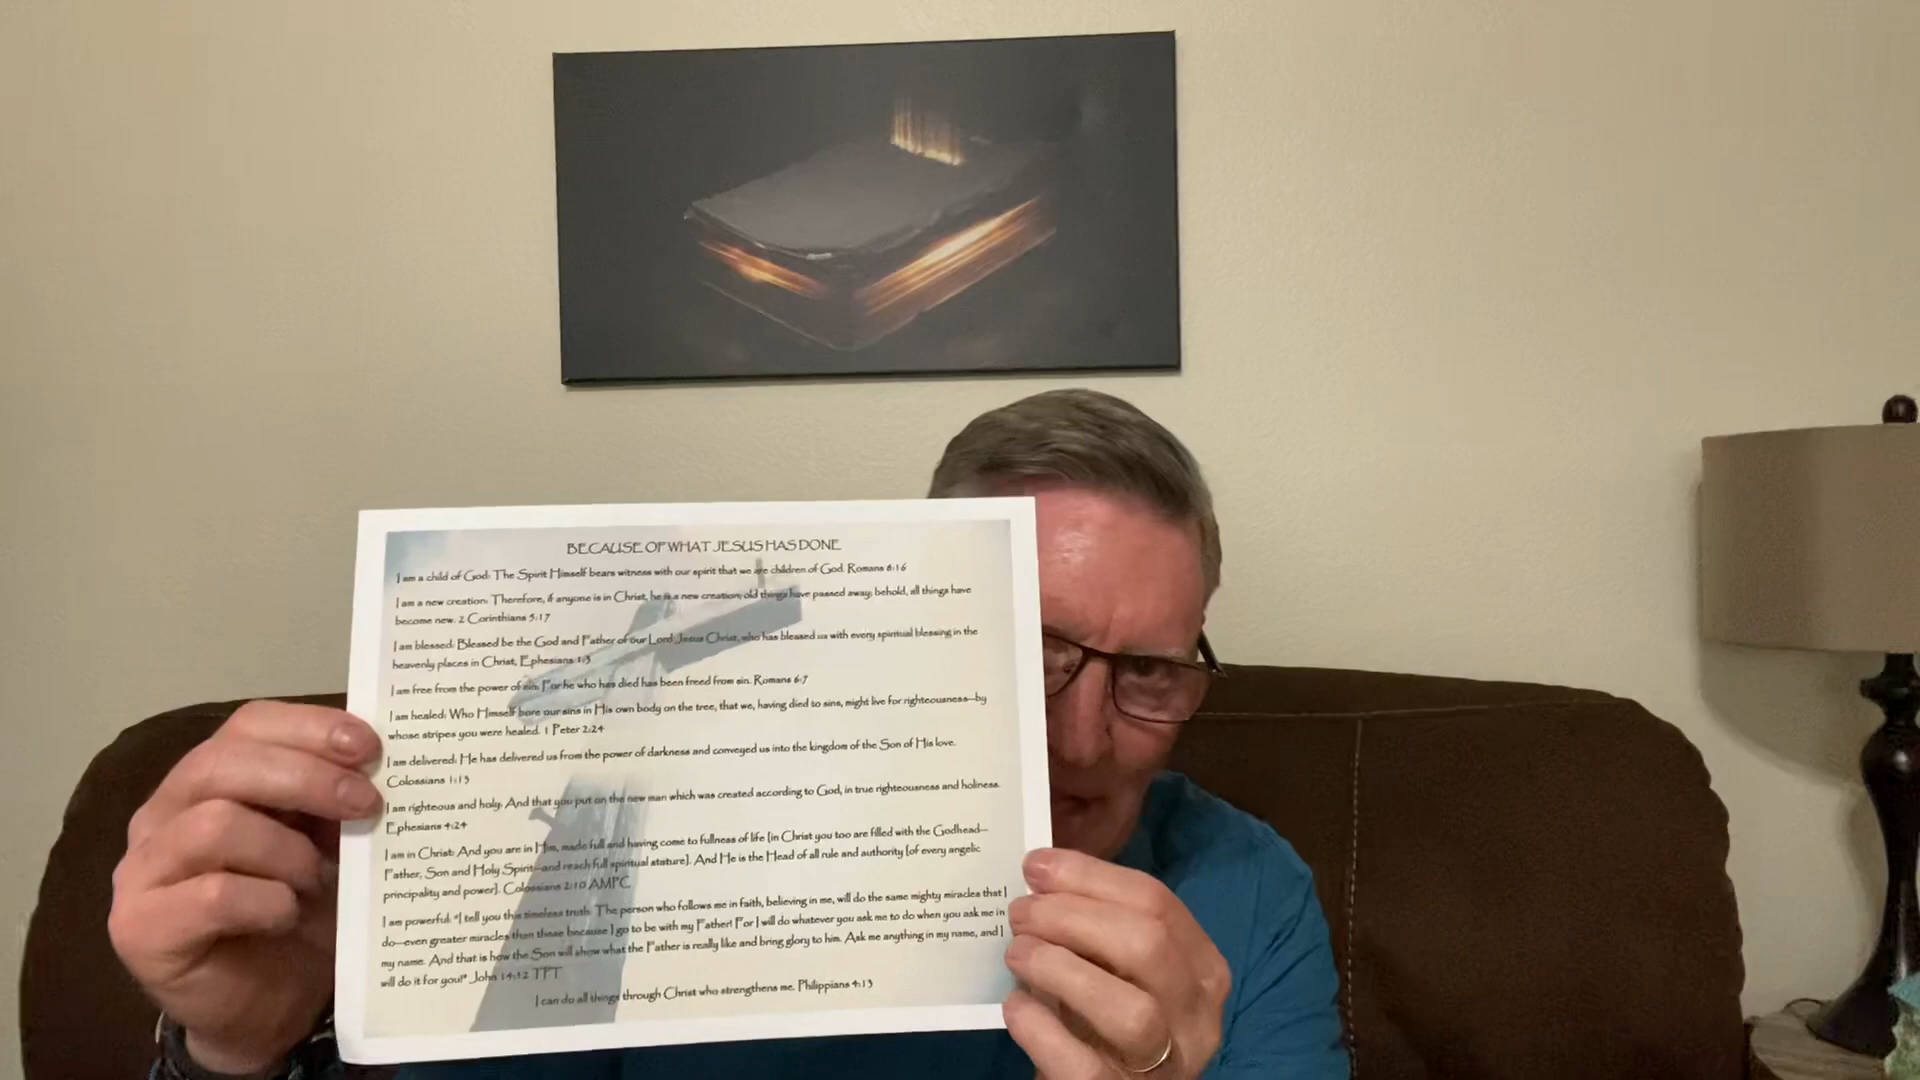 BECAUSE OF WHAT JESUS HAS DONE
I am a child of God: The Spirit Himself bears witness with our spirit that we are children of God. Romans 8:16
I am a new creation: Therefore, if anyone is in Christ, he is a new creation; old things have passed away; behold, all things have
become new. 2 Corinthians 5:17
I am blessed: Blessed be the God and Father of our Lord Jesus Christ, who has blessed us with every spiritual blessing in the
heavenly places in Christ, Ephesians 1:3
I am free from the power of sin: For he who has died has been freed from sin. Romans 6:7
I am healed: Who Himself bore our sins in His own body on the tree, that we, having died to sins, might live for righteousness—by
whose stripes you were healed. 1 Peter 2:24
I am delivered: He has delivered us from the power of darkness and conveyed us into the kingdom of the Son of His love.
Colossians 1:13
I am righteous and holy: And that you put on the new man which was created according to God, in true righteousness and holiness.
Ephesians 4:24
I am in Christ: And you are in Him, made full and having come to fullness of life [in Christ you too are filled with the Godhead—
Father, Son and Holy Spirit—and reach full spiritual stature]. And He is the Head of all rule and authority [of every angelic
principality and power]. Colossians 2:10 AMPC
I am powerful: "I tell you this timeless truth: The person who follows me in faith, believing in me, will do the same mighty miracles that I
do—even greater miracles than these because I go to be with my Father! For I will do whatever you ask me to do when you ask me in
my name. And that is how the Son will show what the Father is really like and bring glory to him. Ask me anything in my name, and I
will do it for you!" John 14:12 TPT
I can do all things through Christ who strengthens me. Philippians 4:13